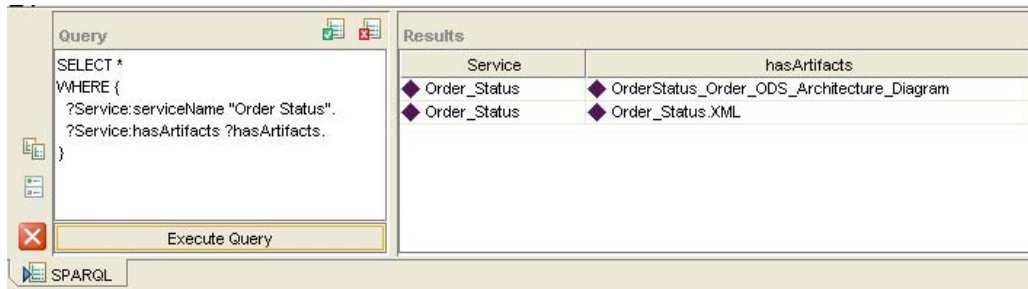 Query
SELECT *
WHERE {
?Service:serviceName "Order Status".
?Service:hasArtifacts ?hasArtifacts.
}
Execute Query
Results
Service hasArtifacts
Order_Status OrderStatus_Order_ODS_Architecture_Diagram
Order_Status Order_Status.XML
SPARQL